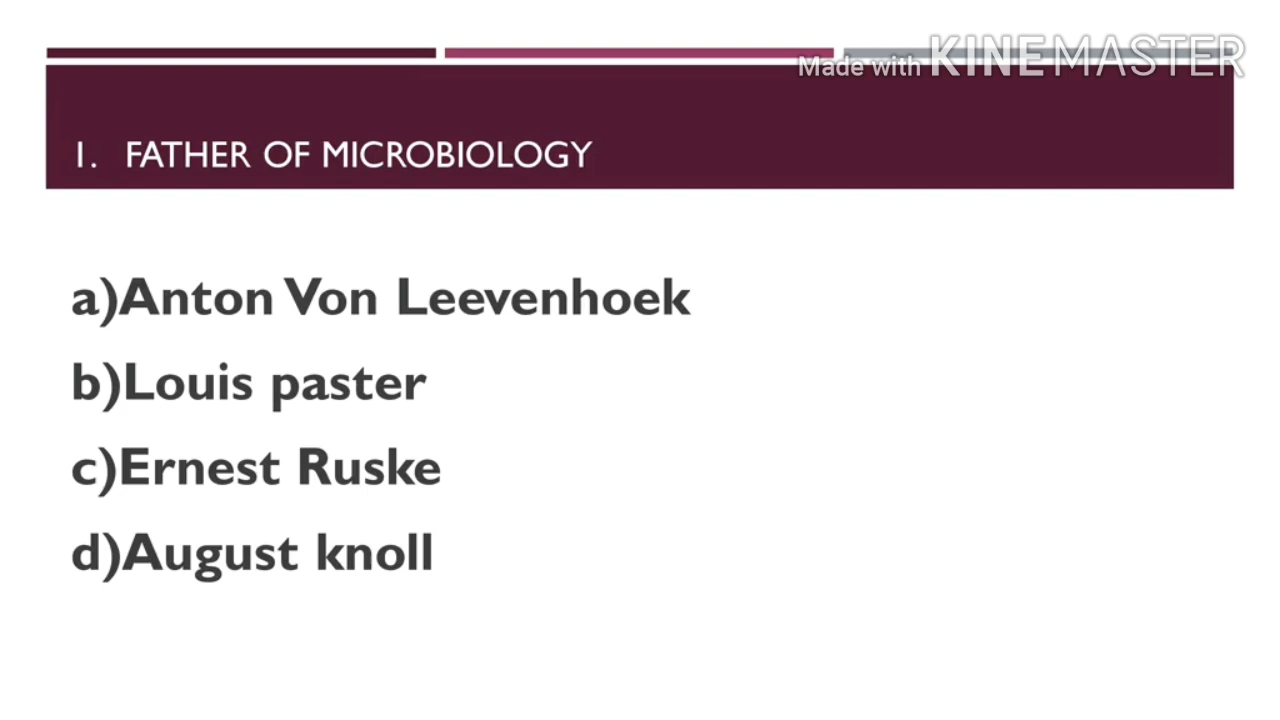 Made with KINEMASTER
1. FATHER OF MICROBIOLOGY
a)Anton Von Leevenhoek
b)Louis paster
c)Ernest Ruske
d)August knoll